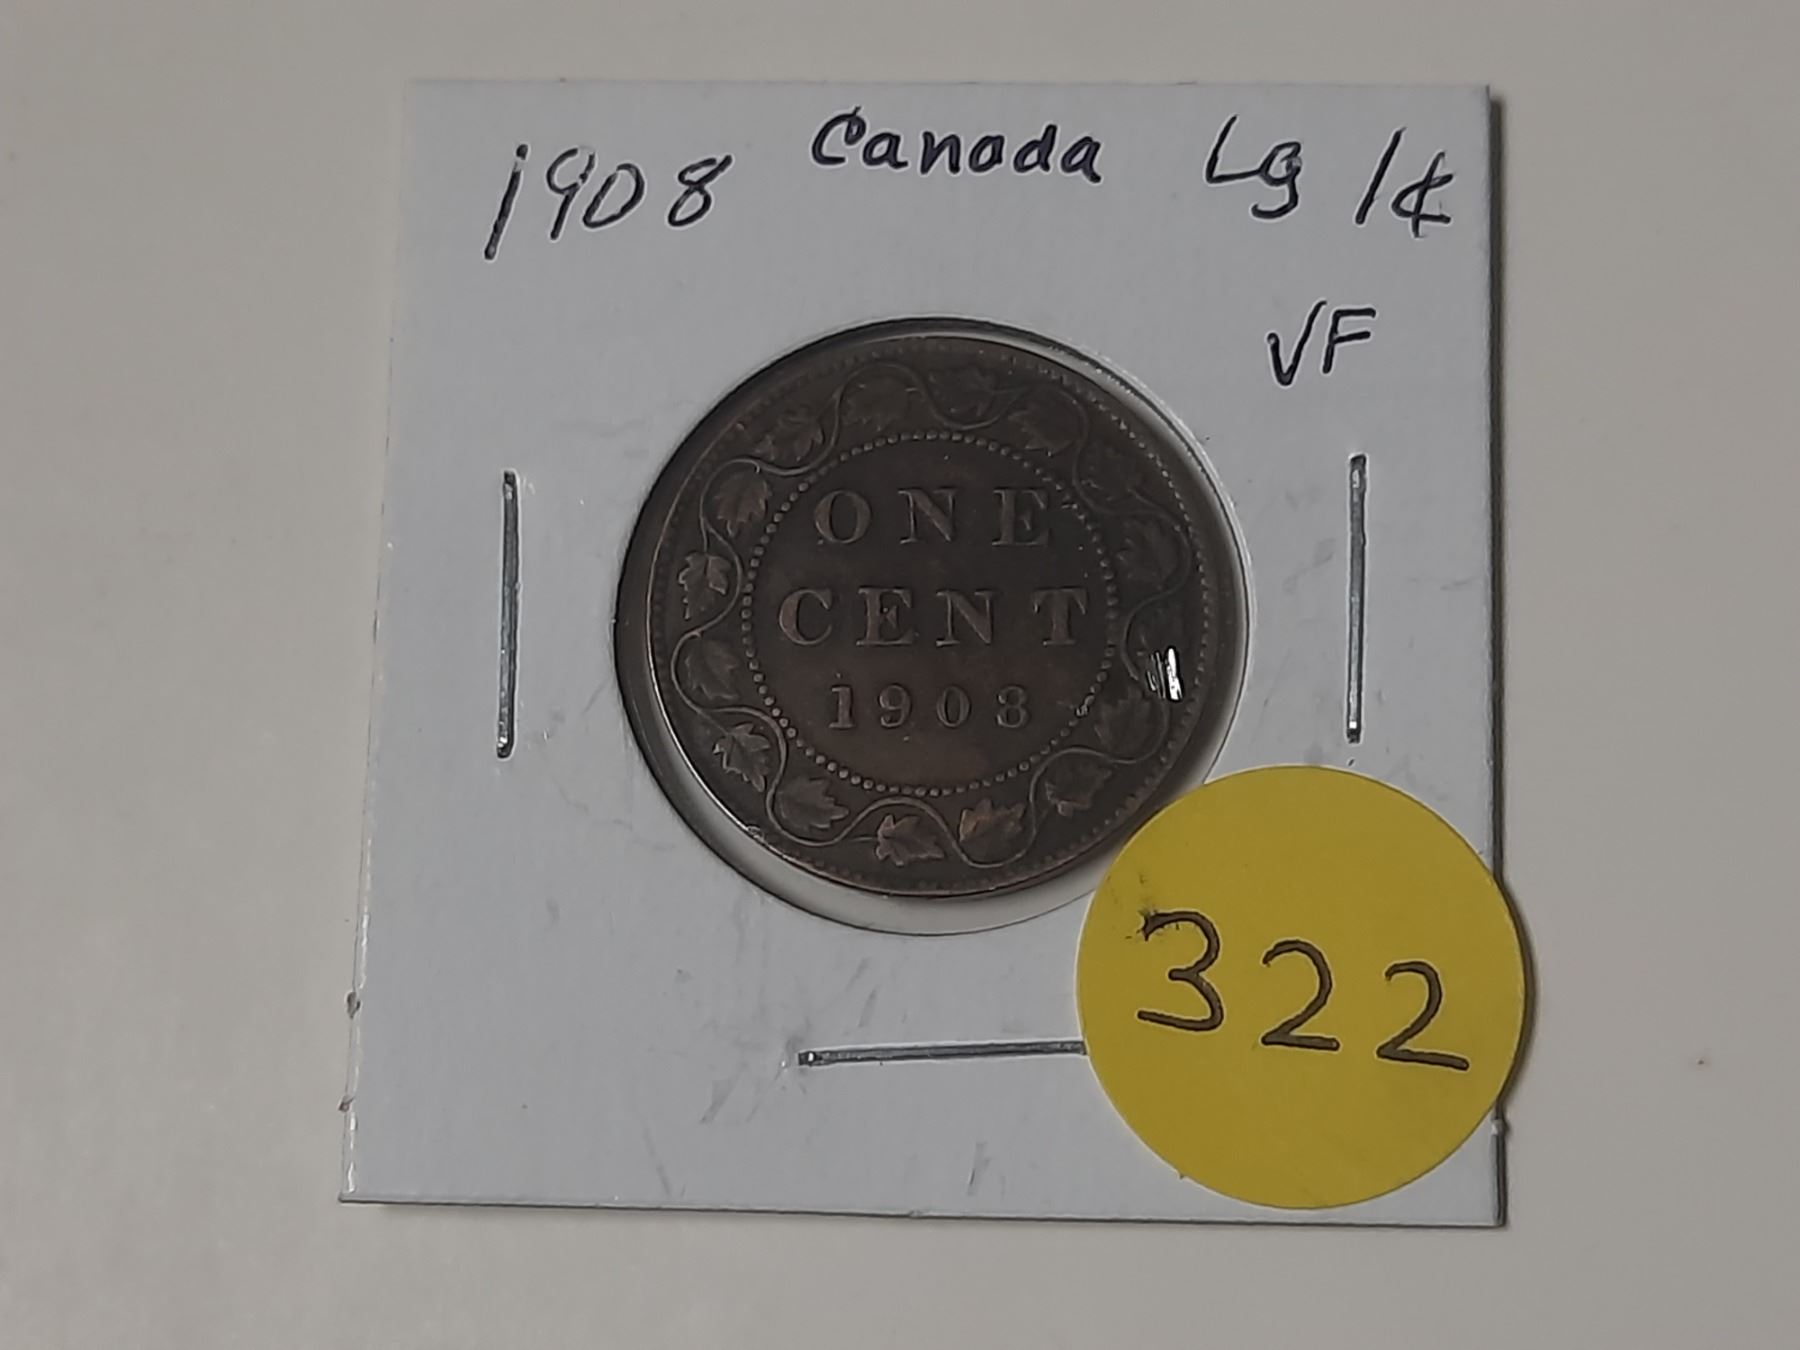 1908 Canada Lg 1¢
VF
ONE
CENT
1908
322